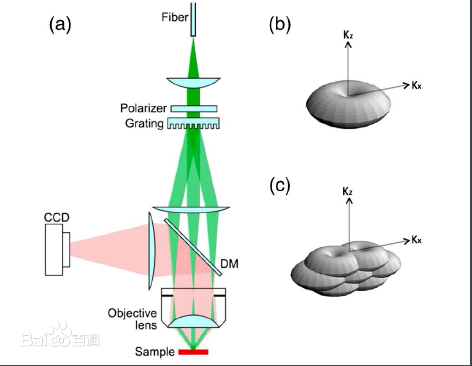 (a)
Fiber
Polarizer
Grating
CCD
DM
Objective
lens
Sample
(b)
Kz
Kx
(c)
Kz
Kx
Bai百科